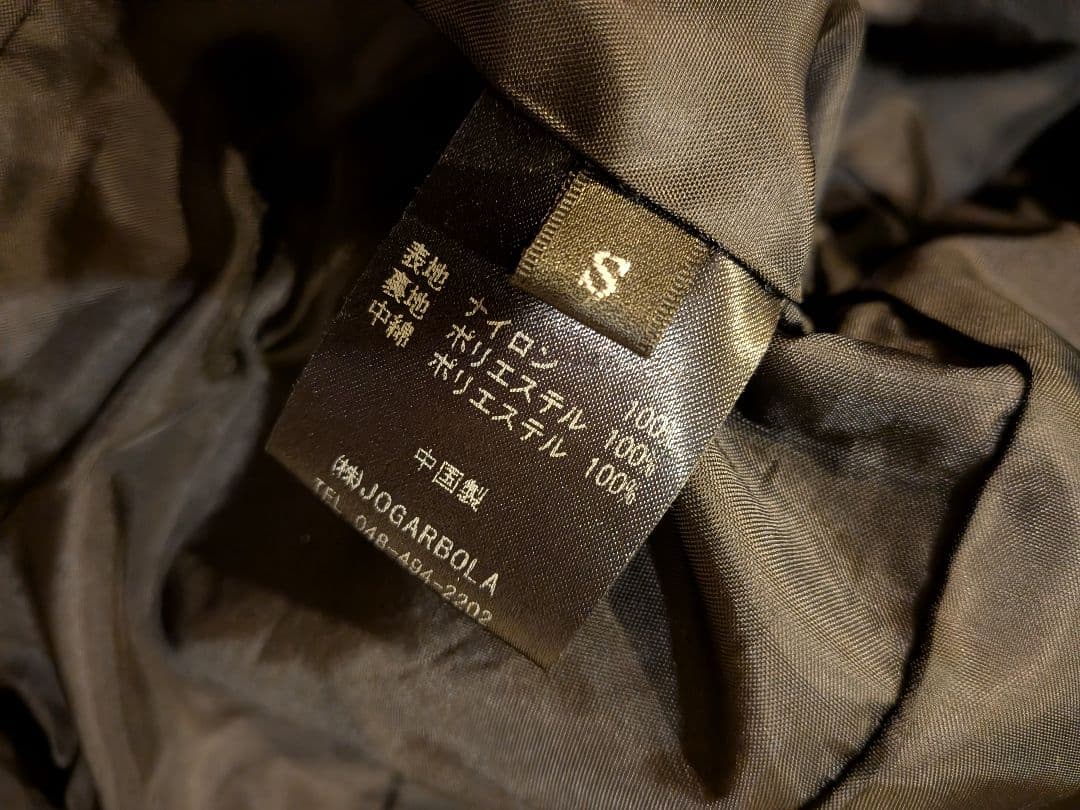 S
表地 ナイロン 100%
裏地 ポリエステル 100%
中綿 ポリエステル 100%
中国製
(株)JOGARBOLA
TEL 048-494-2202